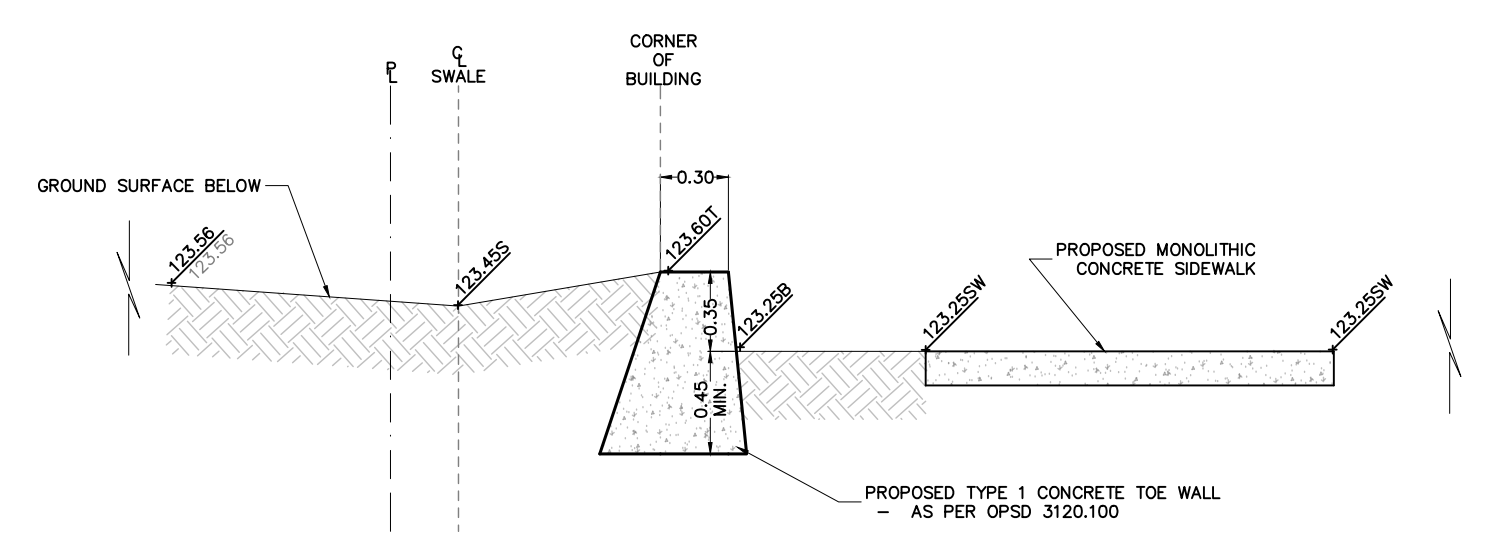 CORNER
OF
BUILDING
PL
CL
SWALE
GROUND SURFACE BELOW
0.30
123.56
123.56
123.45S
123.60T
0.35
123.25B
123.25SW
PROPOSED MONOLITHIC
CONCRETE SIDEWALK
123.25SW
0.45
MIN.
PROPOSED TYPE 1 CONCRETE TOE WALL
- AS PER OPSD 3120.100